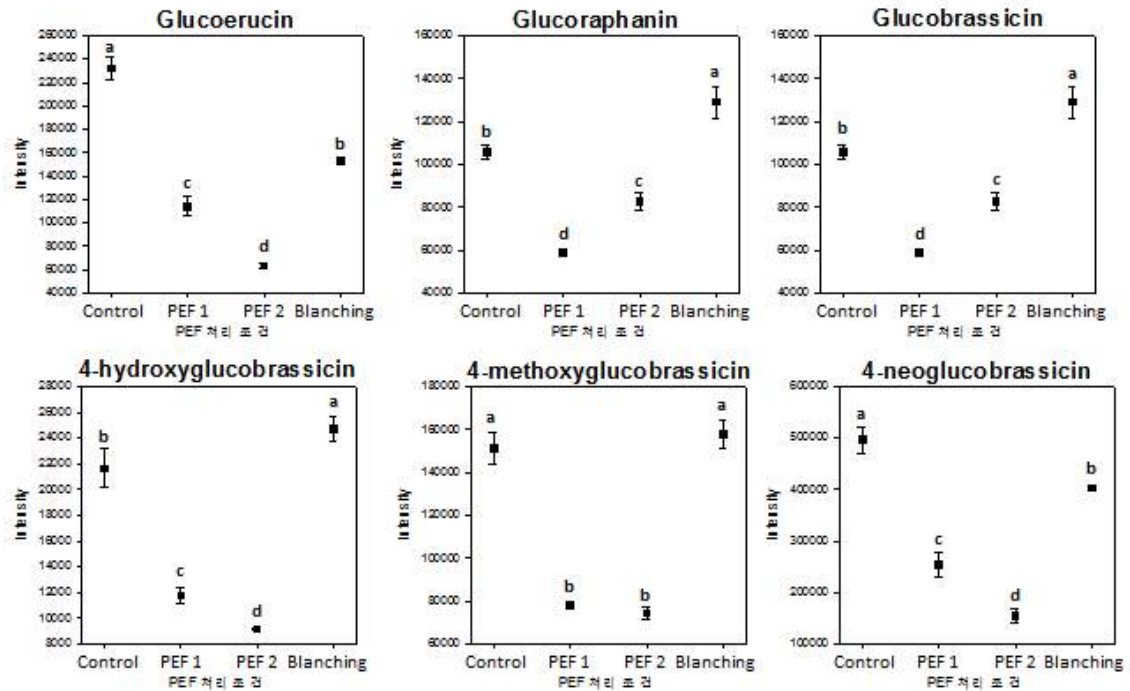 Glucoerucin
260000
240000
220000
200000
180000
160000
140000
120000
100000
80000
60000
40000
Intensity
a
c
d
b
Control PEF 1 PEF 2 Blanching
PEF 처리 조건
Glucoraphanin
160000
140000
120000
100000
80000
60000
40000
Intensity
b
d
c
a
Control PEF 1 PEF 2 Blanching
PEF 처리 조건
Glucobrassicin
160000
140000
120000
100000
80000
60000
40000
Intensity
b
d
c
a
Control PEF 1 PEF 2 Blanching
PEF 처리 조건
4-hydroxyglucobrassicin
28000
26000
24000
22000
20000
18000
16000
14000
12000
10000
8000
Intensity
b
c
d
a
Control PEF 1 PEF 2 Blanching
PEF 처리 조건
4-methoxyglucobrassicin
180000
160000
140000
120000
100000
80000
60000
Intensity
a
b
b
a
Control PEF 1 PEF 2 Blanching
PEF 처리 조건
4-neoglucobrassicin
600000
500000
400000
300000
200000
100000
Intensity
a
c
d
b
Control PEF 1 PEF 2 Blanching
PEF 처리 조건